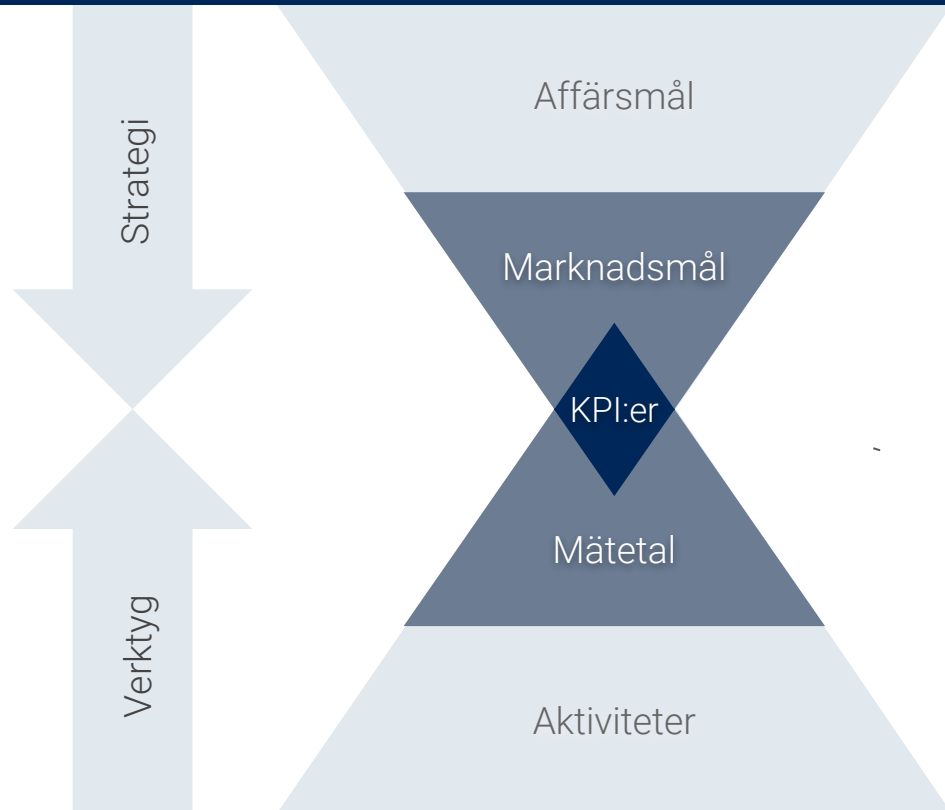 Strategi
Verktyg
Affärsmål
Marknadsmål
KPI:er
Mätetal
Aktiviteter